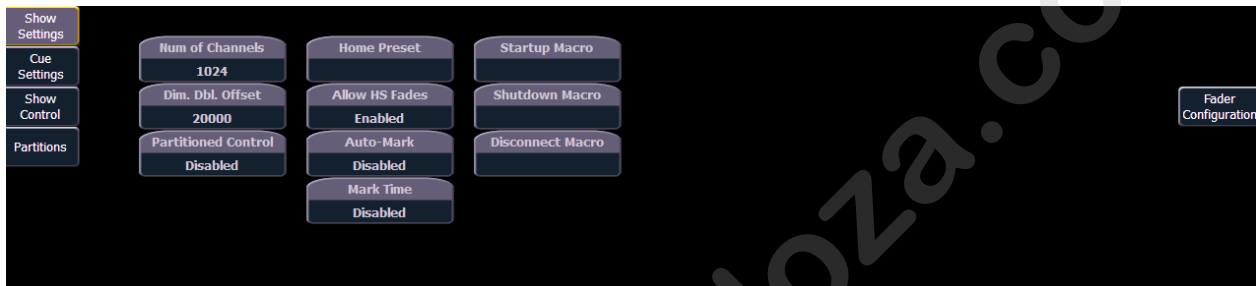 Show
Settings
Cue
Settings
Show
Control
Partitions
Num of Channels
1024
Dim. Dbl. Offset
20000
Partitioned Control
Disabled
Home Preset
Allow HS Fades
Enabled
Auto-Mark
Disabled
Mark Time
Disabled
Startup Macro
Shutdown Macro
Disconnect Macro
Fader
Configuration